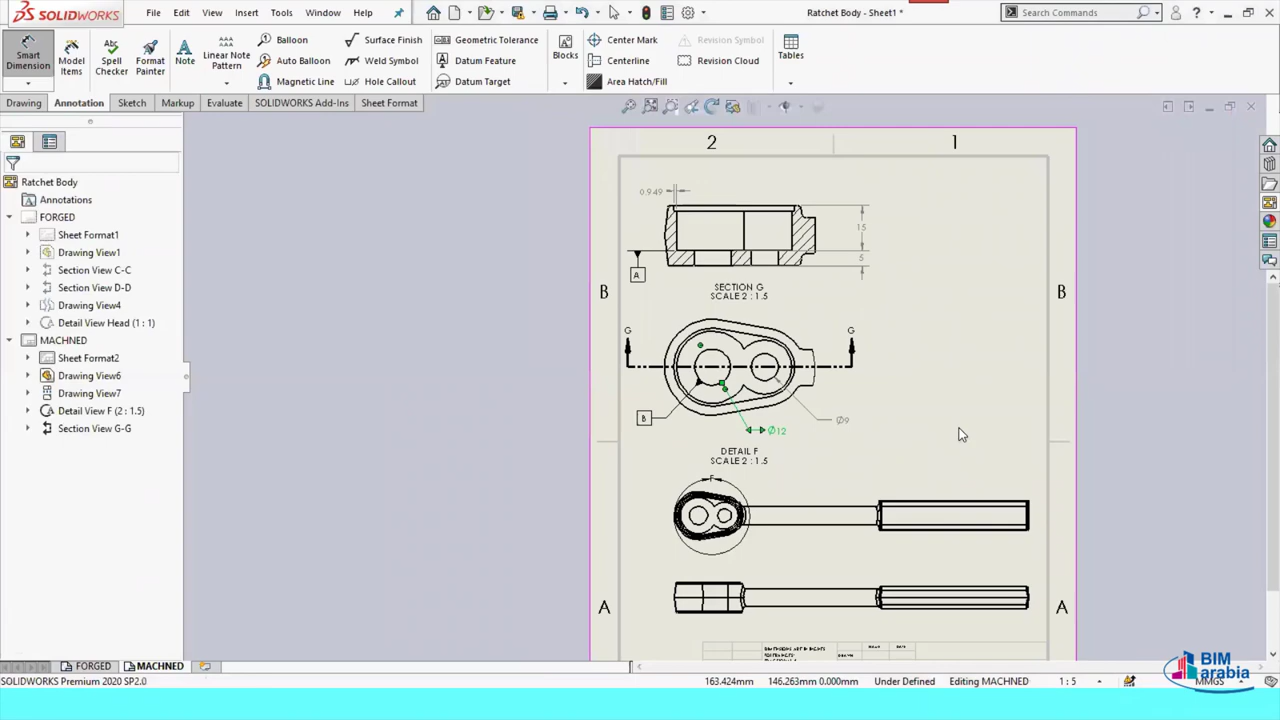 SOLIDWORKS
File
Edit
View
Insert
Tools
Window
Help
Ratchet Body - Sheet1 *
Search Commands
Smart Dimension
Model Items
Spell Checker
Format Painter
Note
Linear Note Pattern
Balloon
Auto Balloon
Magnetic Line
Surface Finish
Weld Symbol
Hole Callout
Geometric Tolerance
Datum Feature
Datum Target
Blocks
Center Mark
Centerline
Area Hatch/Fill
Revision Symbol
Revision Cloud
Tables
Drawing
Annotation
Sketch
Markup
Evaluate
SOLIDWORKS Add-Ins
Sheet Format
Ratchet Body
Annotations
FORGED
Sheet Format1
Drawing View1
Section View C-C
Section View D-D
Drawing View4
Detail View Head (1 : 1)
MACHNED
Sheet Format2
Drawing View6
Drawing View7
Detail View F (2 : 1.5)
Section View G-G
2
1
0.949
15
5
A
SECTION G
SCALE 2 : 1.5
B
B
G
G
B
Ø9
Ø12
DETAIL F
SCALE 2 : 1.5
F
A
A
FORGED
MACHNED
SOLIDWORKS Premium 2020 SP2.0
163.424mm
146.263mm 0.000mm
Under Defined
Editing MACHNED
1 : 5
MMGS
BIM
arabia